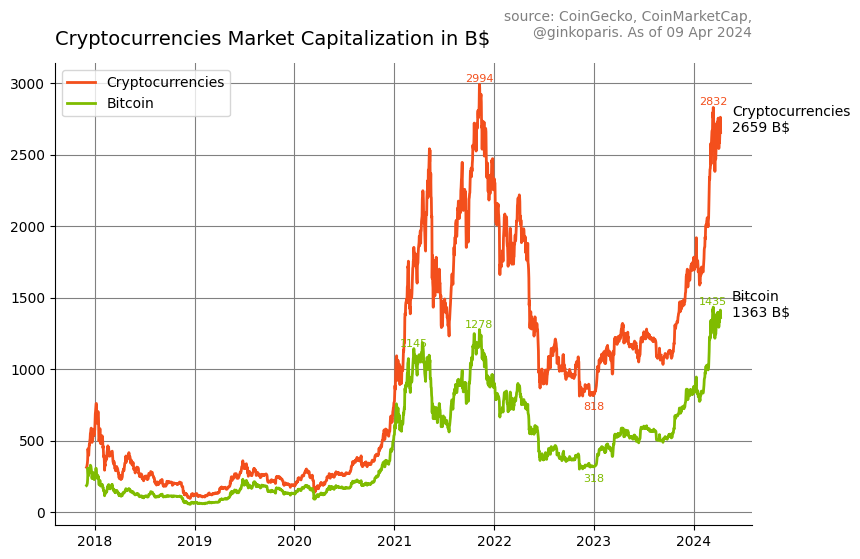 source: CoinGecko, CoinMarketCap,
@ginkoparis. As of 09 Apr 2024
Cryptocurrencies Market Capitalization in B$
Cryptocurrencies
Bitcoin
3000
2500
2000
1500
1000
500
0
2994
2832
Cryptocurrencies
2659 B$
Bitcoin
1363 B$
1435
1145
1278
818
318
2018
2019
2020
2021
2022
2023
2024